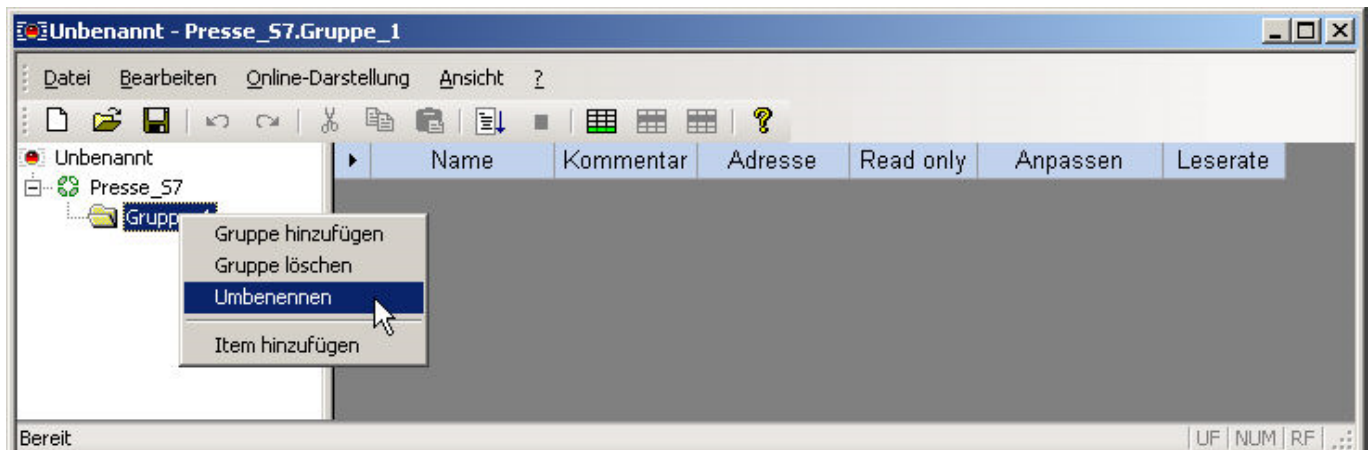 Unbenannt - Presse_S7.Gruppe_1
Datei Bearbeiten Online-Darstellung Ansicht ?
Unbenannt
Presse_S7
Name Kommentar Adresse Read only Anpassen Leserate
Gruppe_1
Gruppe hinzufügen
Gruppe löschen
Umbenennen
Item hinzufügen
Bereit UF NUM RF